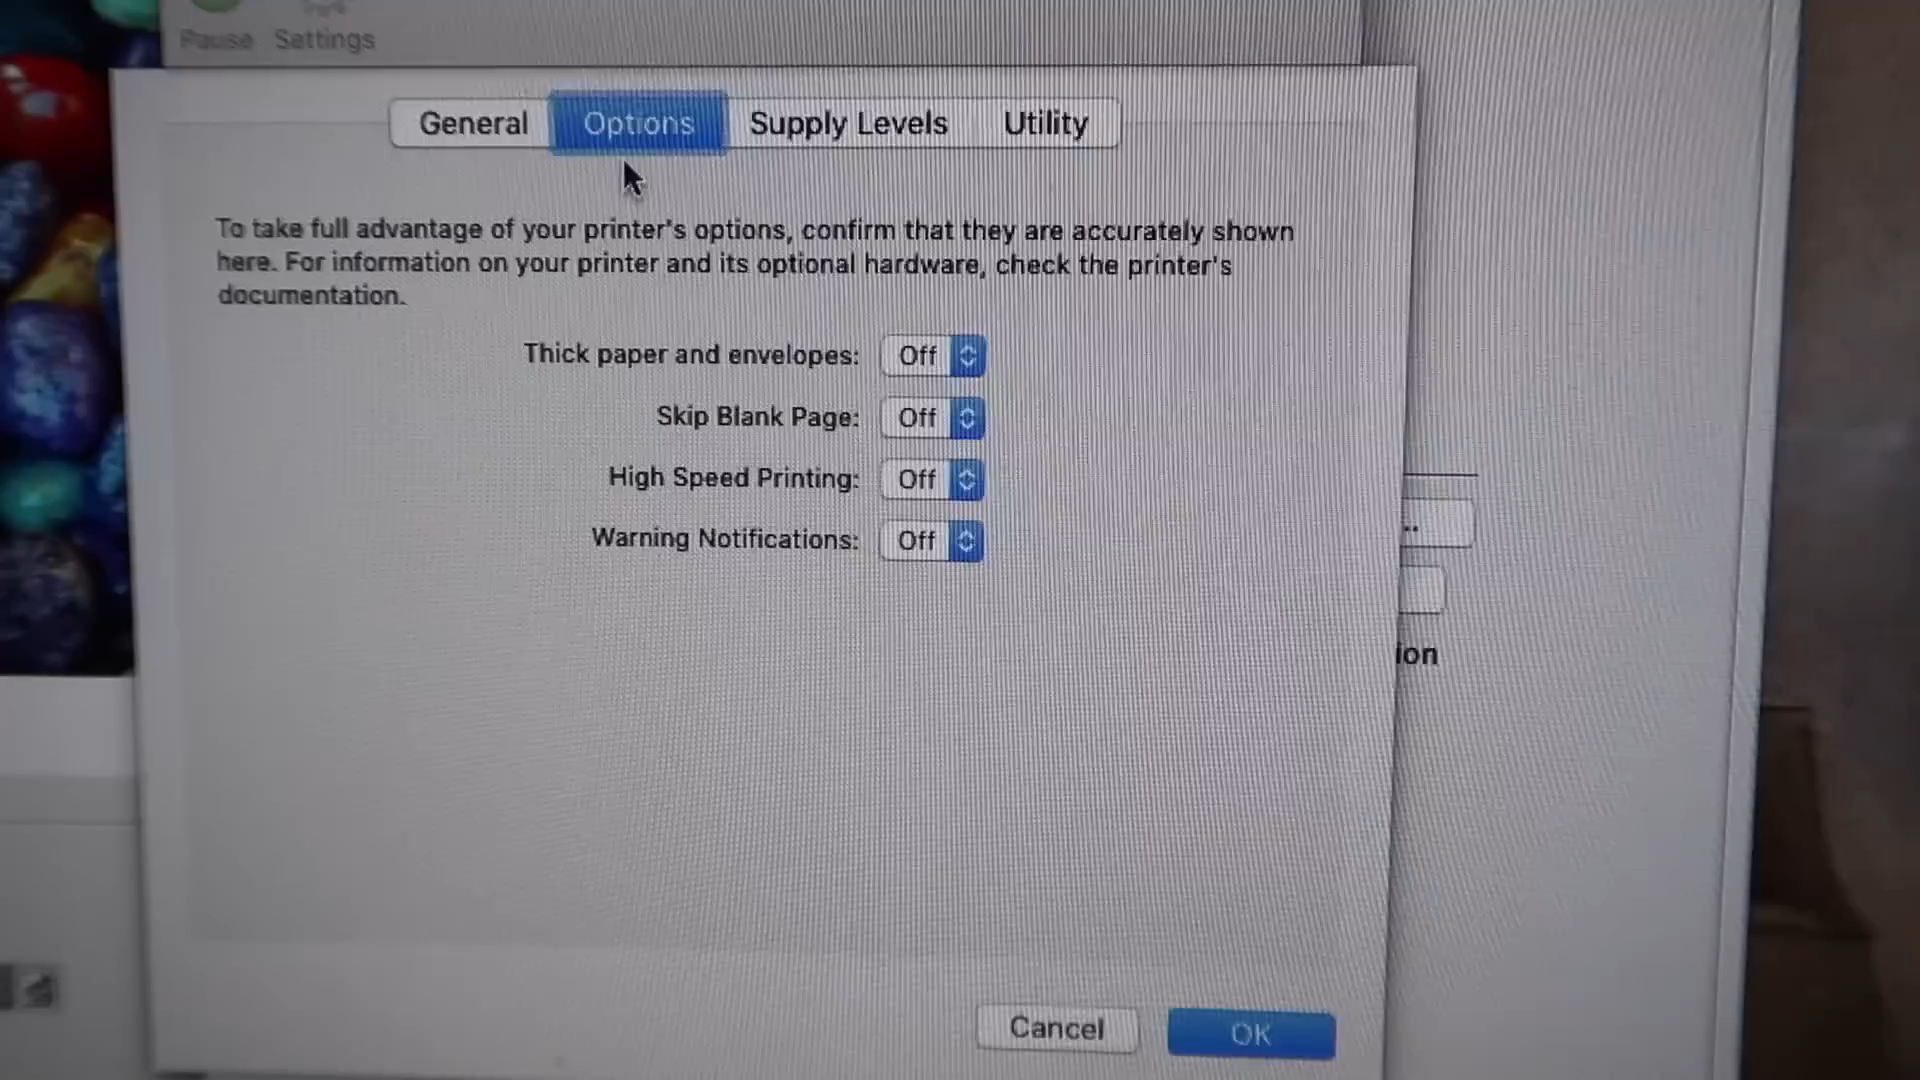 Pause Settings
General Options Supply Levels Utility
To take full advantage of your printer's options, confirm that they are accurately shown
here. For information on your printer and its optional hardware, check the printer's
documentation.
Thick paper and envelopes: Off
Skip Blank Page: Off
High Speed Printing: Off
Warning Notifications: Off
..
ion
Cancel OK